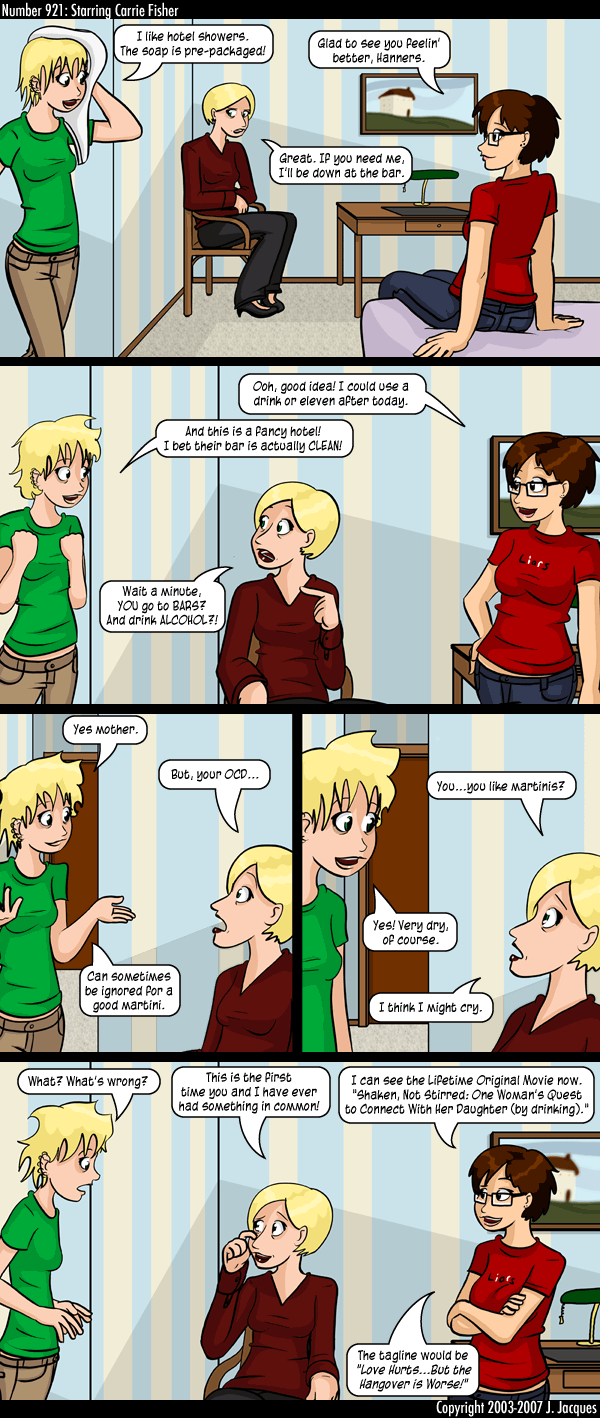 Number 921: Starring Carrie Fisher
I like hotel showers.
The soap is pre-packaged!
Glad to see you feelin'
better, Hanners.
Great. If you need me,
I'll be down at the bar.
Ooh, good idea! I could use a
drink or eleven after today.
And this is a fancy hotel!
I bet their bar is actually CLEAN!
Wait a minute,
YOU go to BARS?
And drink ALCOHOL?!
Liars
Yes mother.
But, your OCD...
Can sometimes
be ignored for a
good martini.
You...you like martinis?
Yes! Very dry,
of course.
I think I might cry.
What? What's wrong?
This is the first
time you and I have ever
had something in common!
I can see the Lifetime Original Movie now.
"Shaken, Not Stirred: One Woman's Quest
to Connect With Her Daughter (by drinking)."
Liars
The tagline would be
"Love Hurts...But the
Hangover is Worse!"
Copyright 2003-2007 J. Jacques